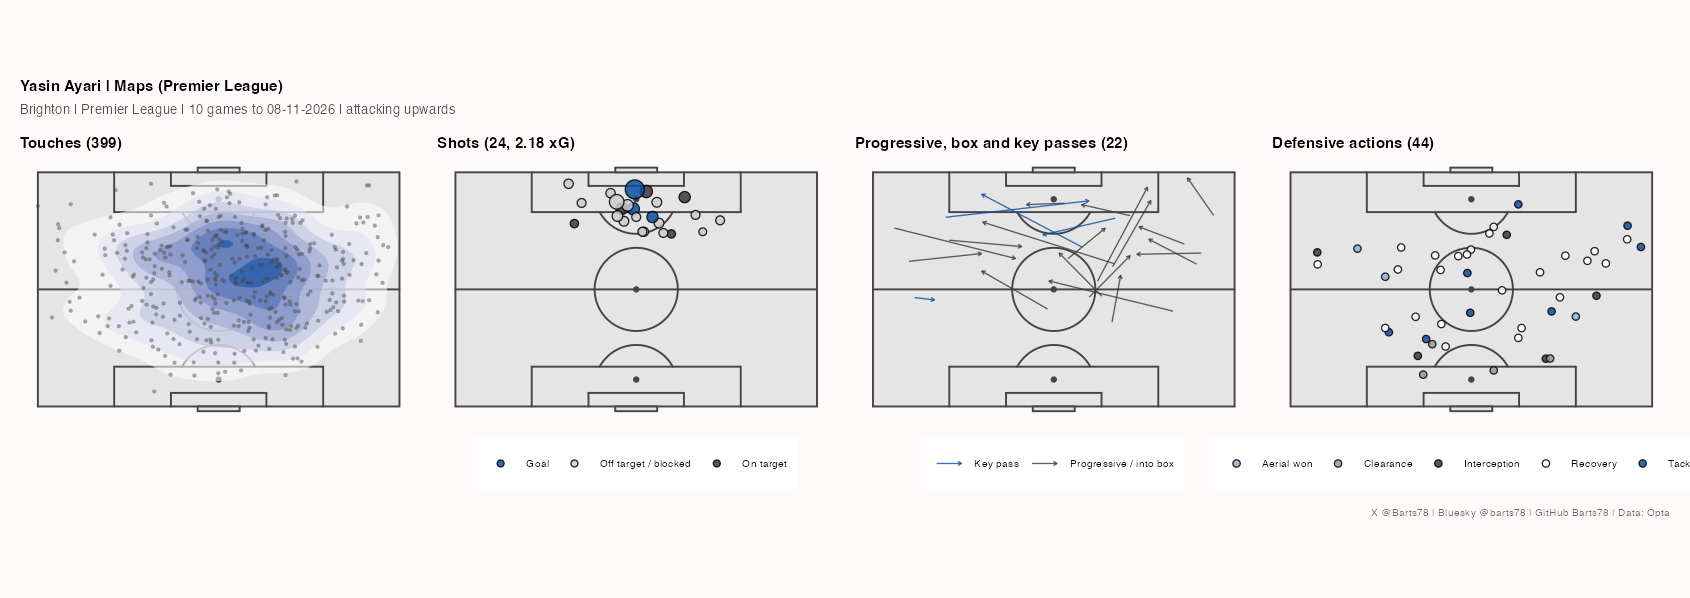 Yasin Ayari | Maps (Premier League)
Brighton | Premier League | 10 games to 08-11-2026 | attacking upwards
Touches (399)
Shots (24, 2.18 xG)
Progressive, box and key passes (22)
Defensive actions (44)
Goal
Off target / blocked
On target
Key pass
Progressive / into box
Aerial won
Clearance
Interception
Recovery
Tack
X @Barts78 | Bluesky @barts78 | GitHub Barts78 | Data: Opta